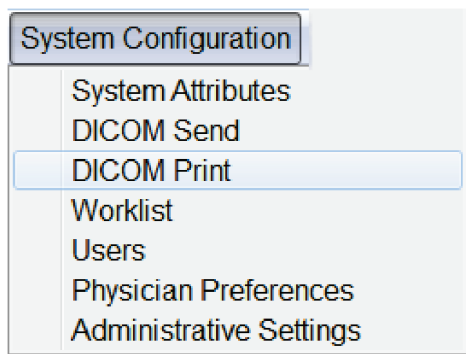 System Configuration
System Attributes
DICOM Send
DICOM Print
Worklist
Users
Physician Preferences
Administrative Settings